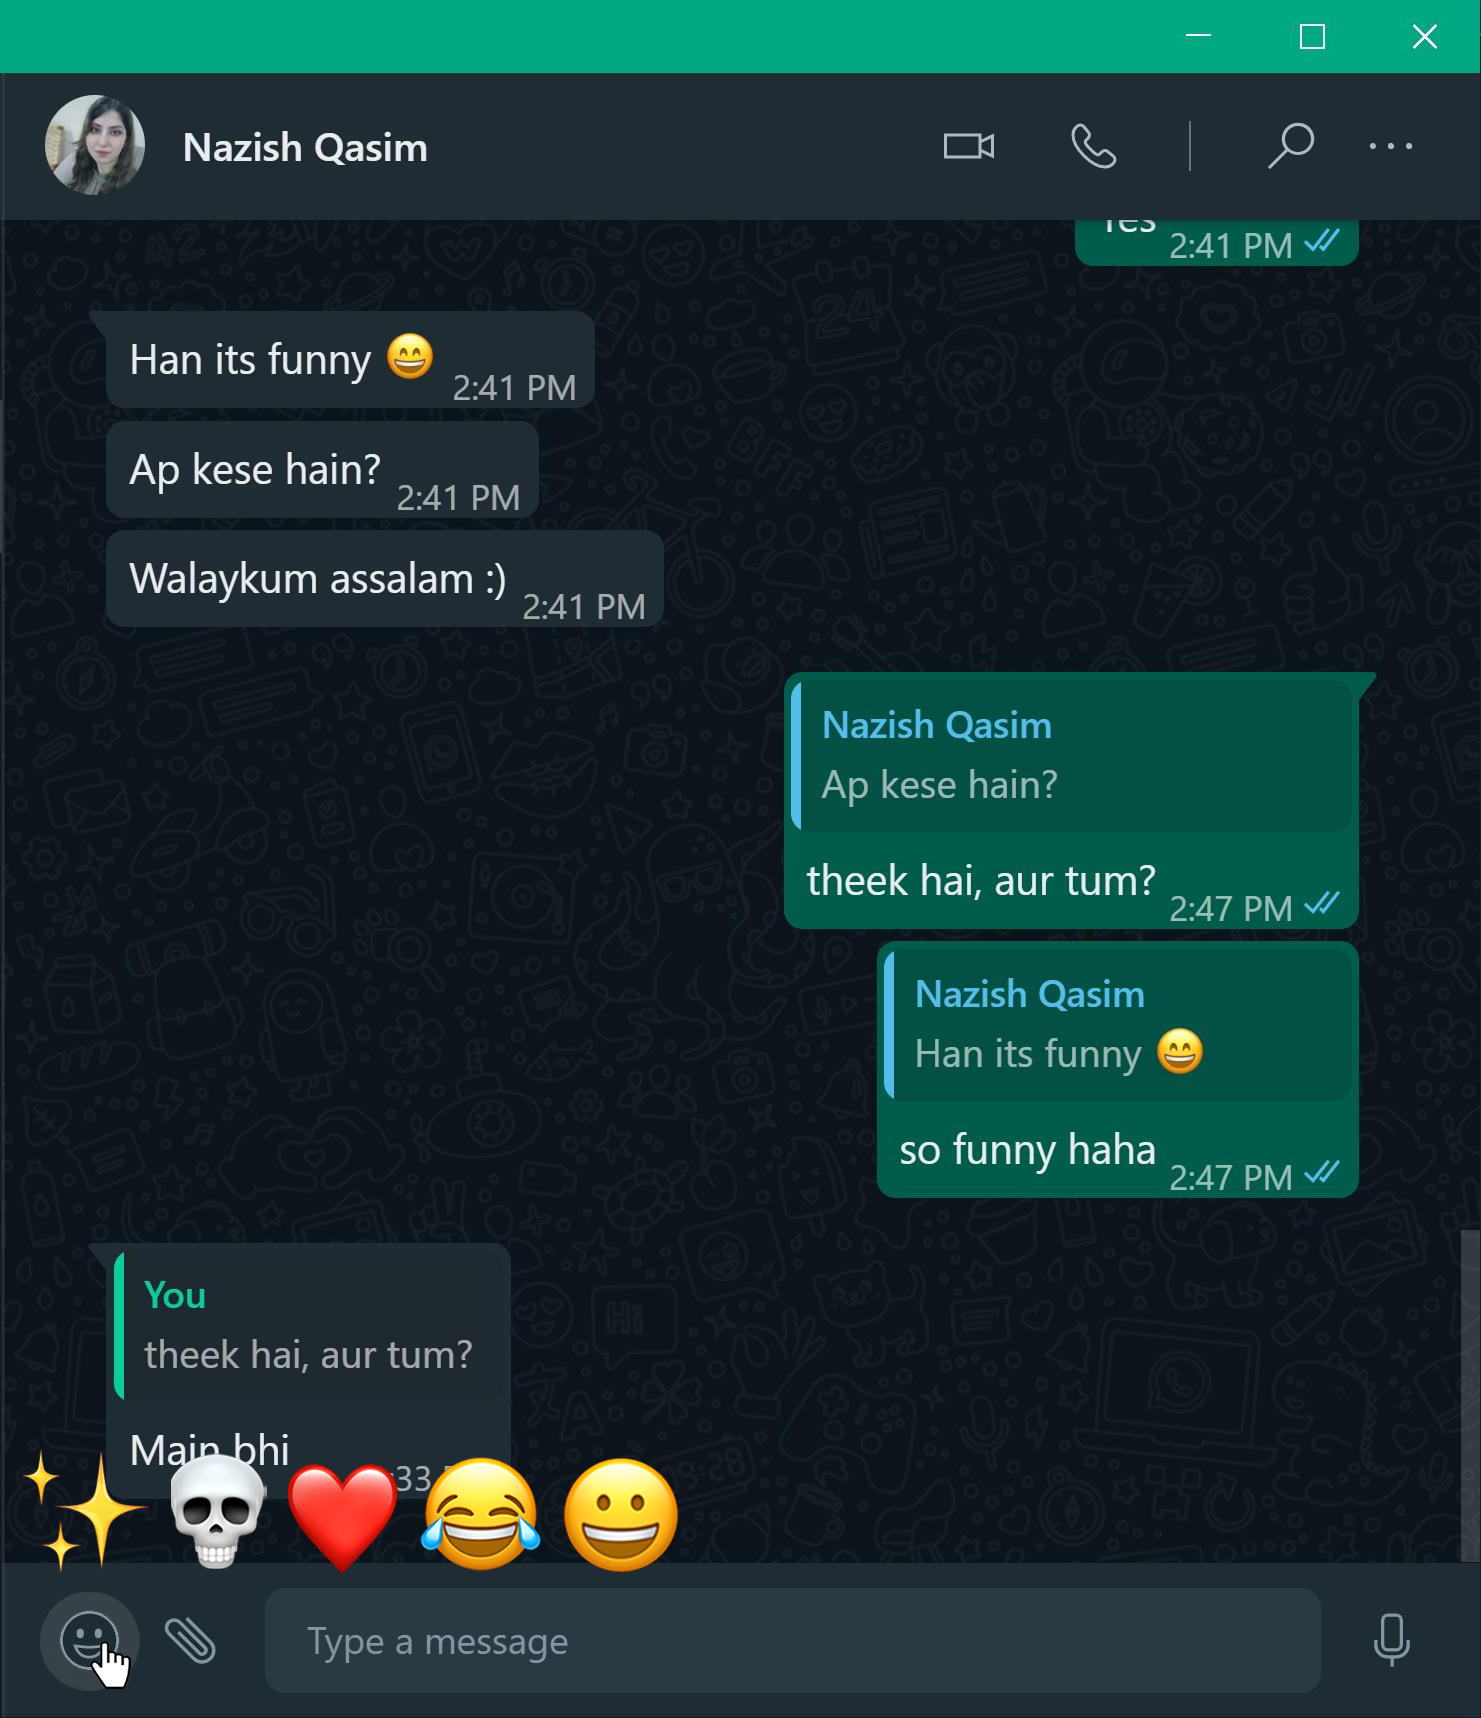 Nazish Qasim
Yes
2:41 PM
Han its funny 😄
2:41 PM
Ap kese hain?
2:41 PM
Walaykum assalam :)
2:41 PM
Nazish Qasim
Ap kese hain?
theek hai, aur tum?
2:47 PM
Nazish Qasim
Han its funny 😄
so funny haha
2:47 PM
You
theek hai, aur tum?
Main bhi
:33
Type a message